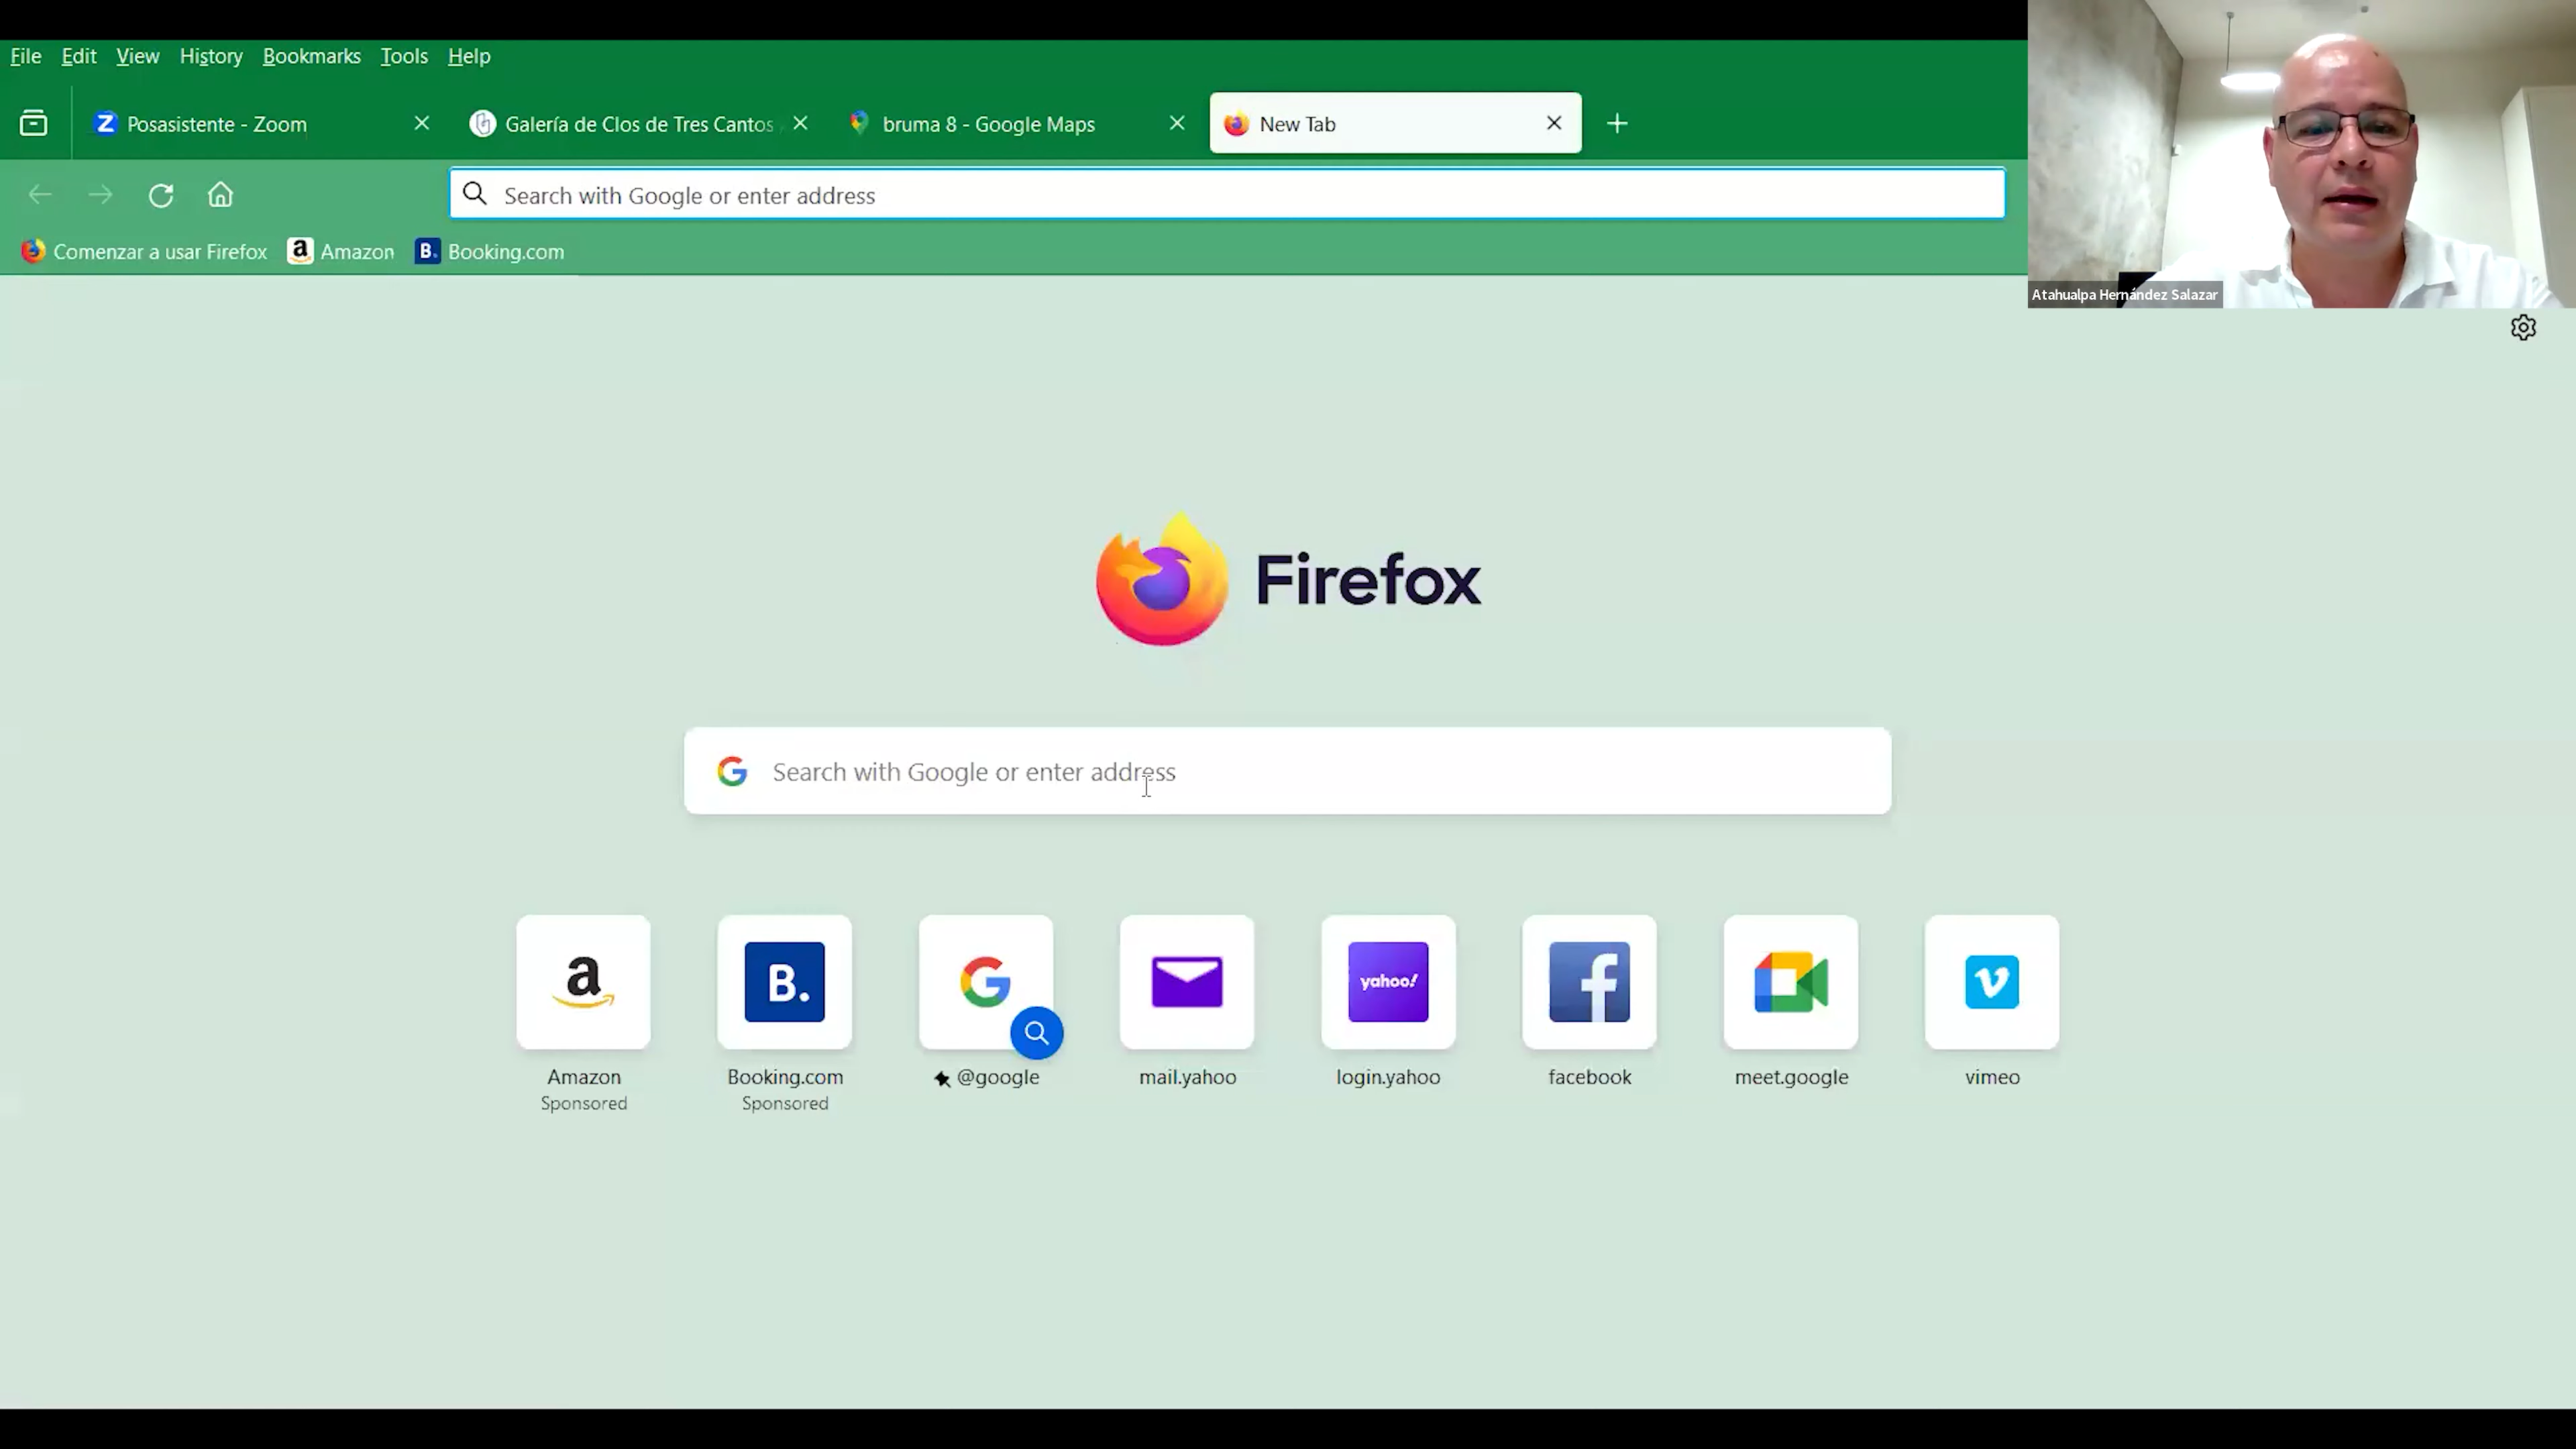 File Edit View History Bookmarks Tools Help
Posasistente - Zoom
Galería de Clos de Tres Cantos
bruma 8 - Google Maps
New Tab
Search with Google or enter address
Comenzar a usar Firefox
a Amazon
B. Booking.com
Atahualpa Hernández Salazar
Firefox
Search with Google or enter address
a
B.
yahoo!
Amazon
Sponsored
Booking.com
Sponsored
@google
mail.yahoo
login.yahoo
facebook
meet.google
vimeo